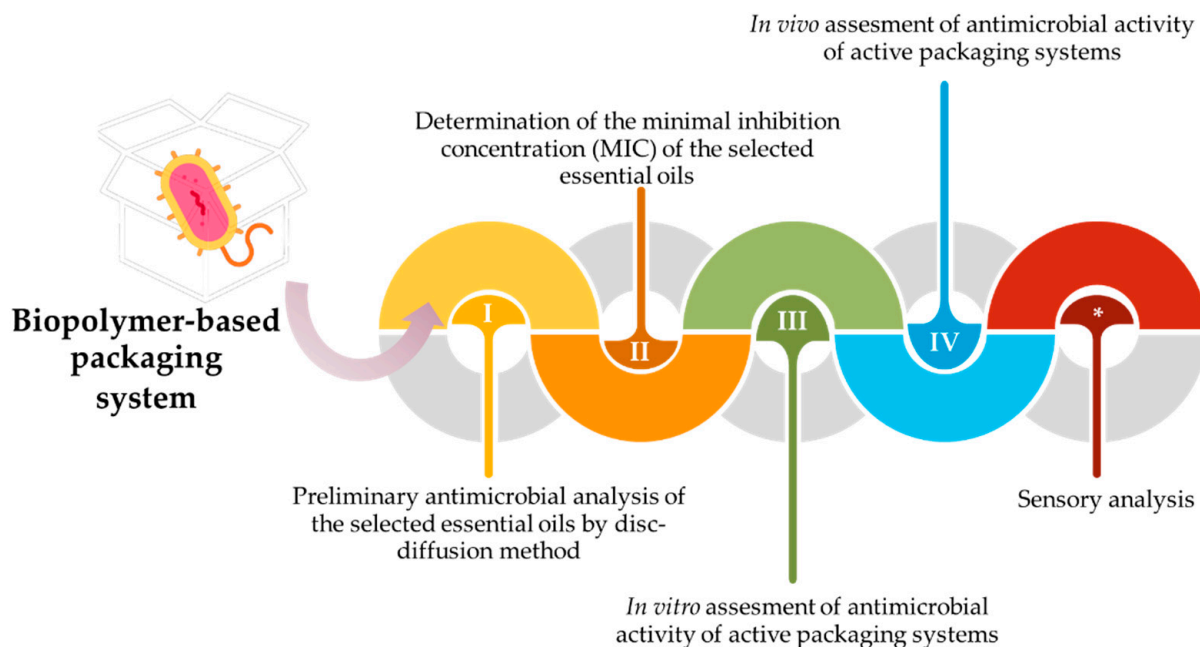 Biopolymer-based
packaging
system
I
Preliminary antimicrobial analysis of
the selected essential oils by disc-
diffusion method
Determination of the minimal inhibition
concentration (MIC) of the selected
essential oils
II
III
In vitro assesment of antimicrobial
activity of active packaging systems
In vivo assesment of antimicrobial activity
of active packaging systems
IV
*
Sensory analysis